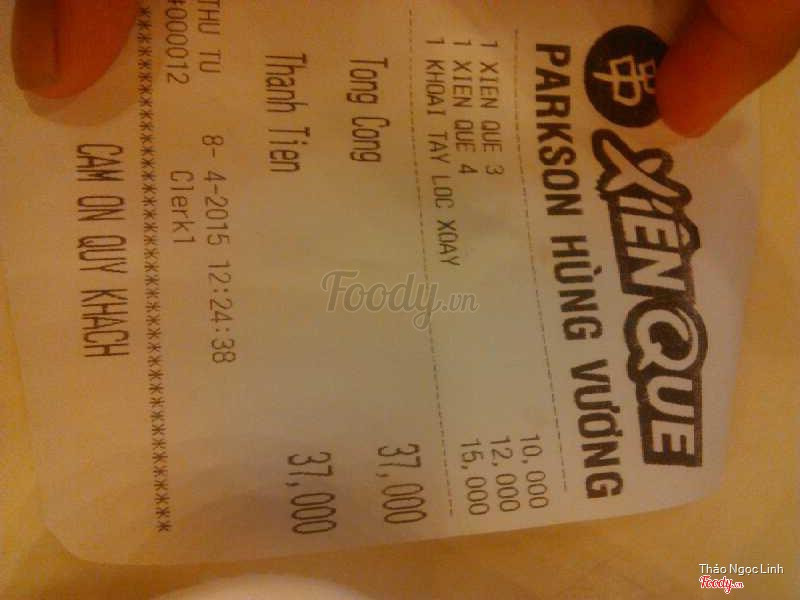 串 XIÊN QUE
PARKSON HÙNG VƯƠNG
1 XIEN QUE 3 10,000
1 XIEN QUE 4 12,000
1 KHOAI TAY LOC XOAY 15,000
Tong Cong 37,000
Thanh Tien 37,000
8- 4-2015 12:24:38
THU TU Clerk1
#000012
CAM ON QUY KHACH
Foody.vn
Thảo Ngọc Linh
Foody.vn